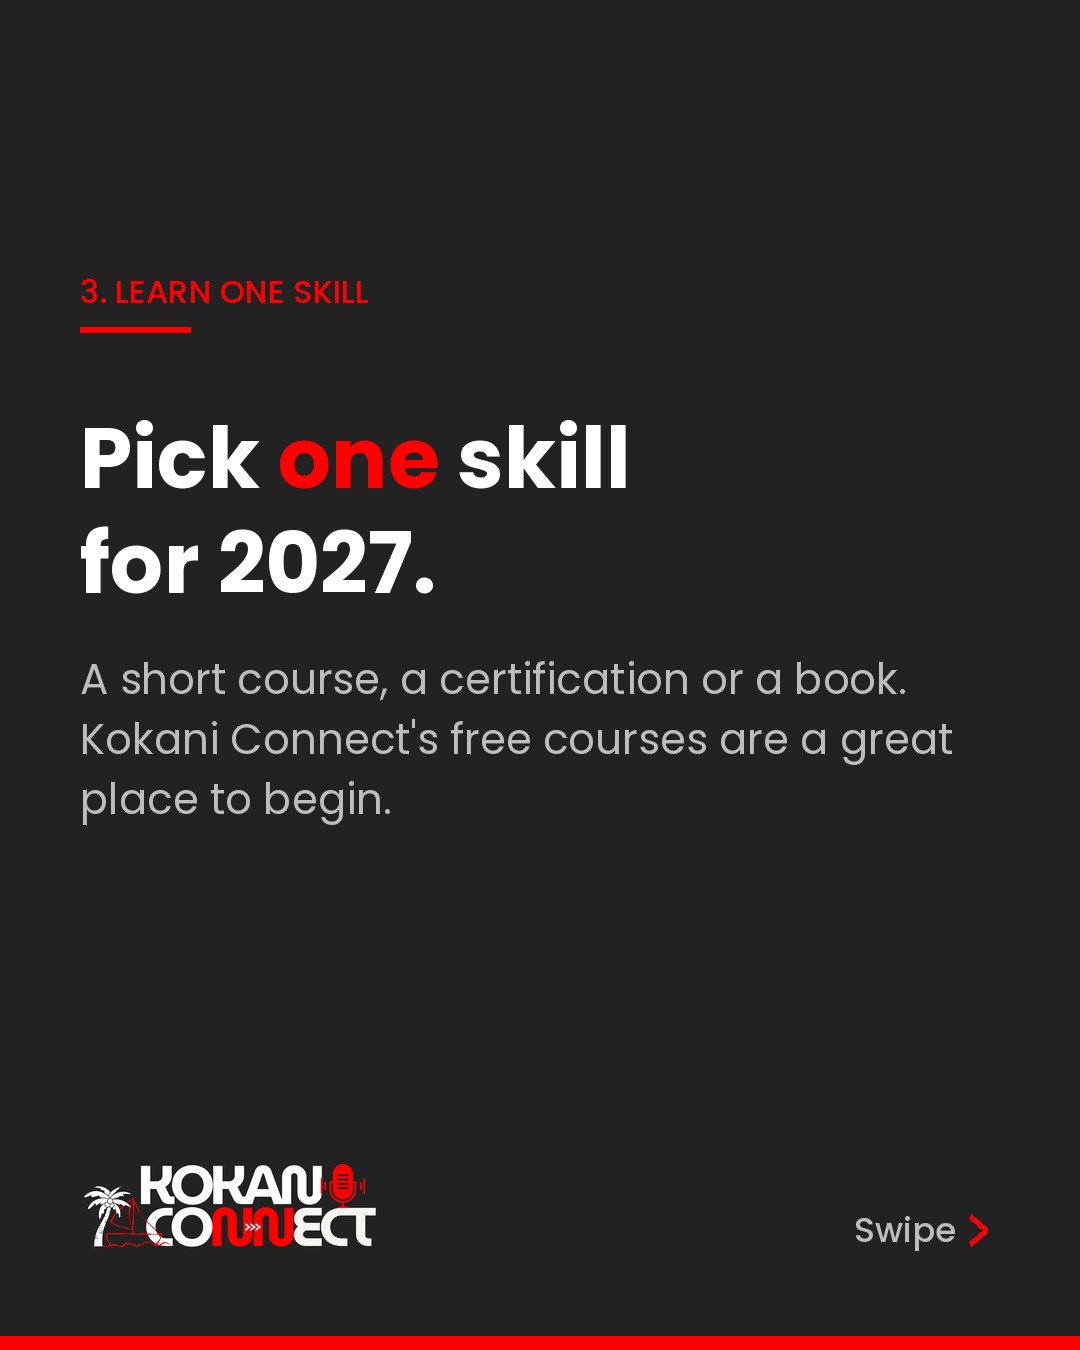 3. LEARN ONE SKILL
Pick one skill
for 2027.
A short course, a certification or a book.
Kokani Connect's free courses are a great
place to begin.
KOKANI
CONNECT
Swipe